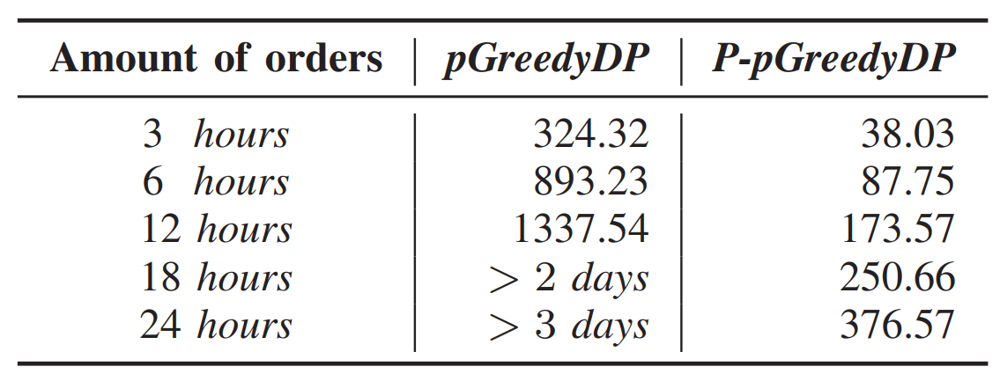 Amount of orders pGreedyDP P-pGreedyDP
3 hours 324.32 38.03
6 hours 893.23 87.75
12 hours 1337.54 173.57
18 hours > 2 days 250.66
24 hours > 3 days 376.57